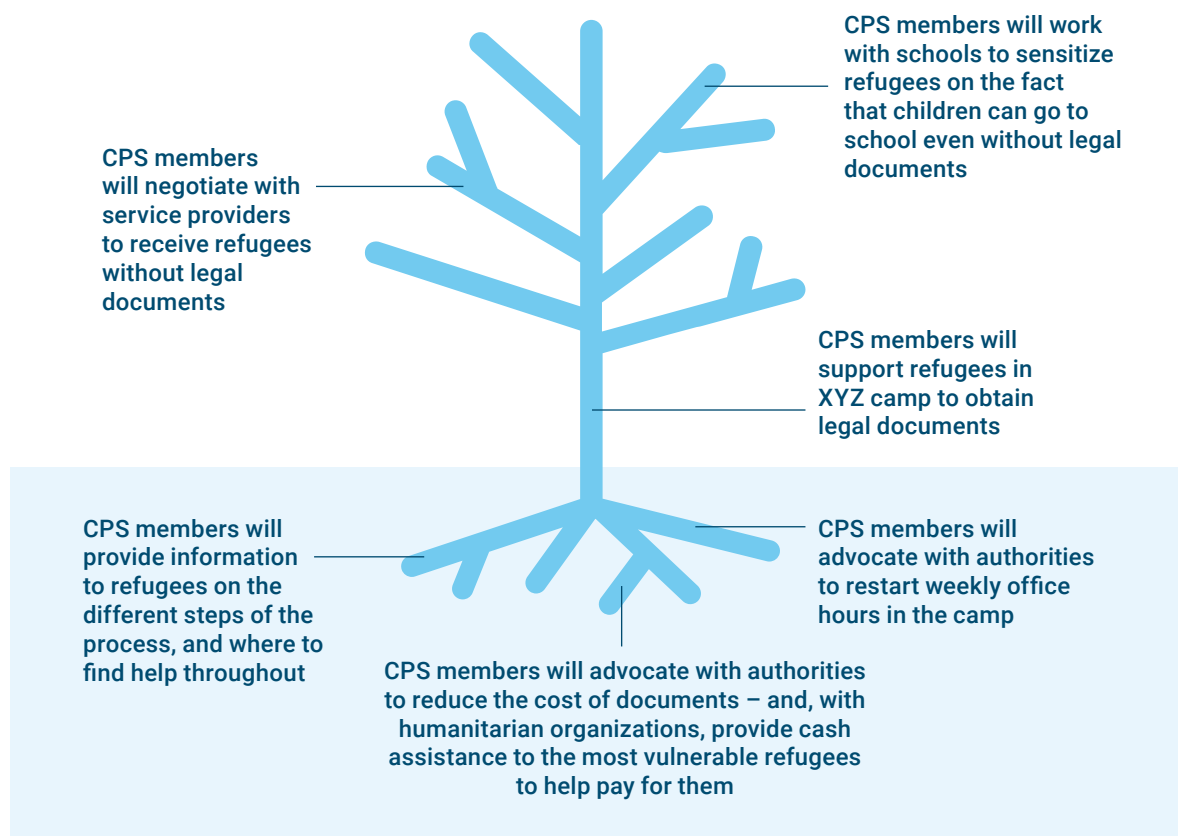 CPS members will work
with schools to sensitize
refugees on the fact
that children can go to
school even without legal
documents
CPS members
will negotiate with
service providers
to receive refugees
without legal
documents
CPS members will
support refugees in
XYZ camp to obtain
legal documents
CPS members will
provide information
to refugees on the
different steps of the
process, and where to
find help throughout
CPS members will
advocate with authorities
to restart weekly office
hours in the camp
CPS members will advocate with authorities
to reduce the cost of documents – and, with
humanitarian organizations, provide cash
assistance to the most vulnerable refugees
to help pay for them